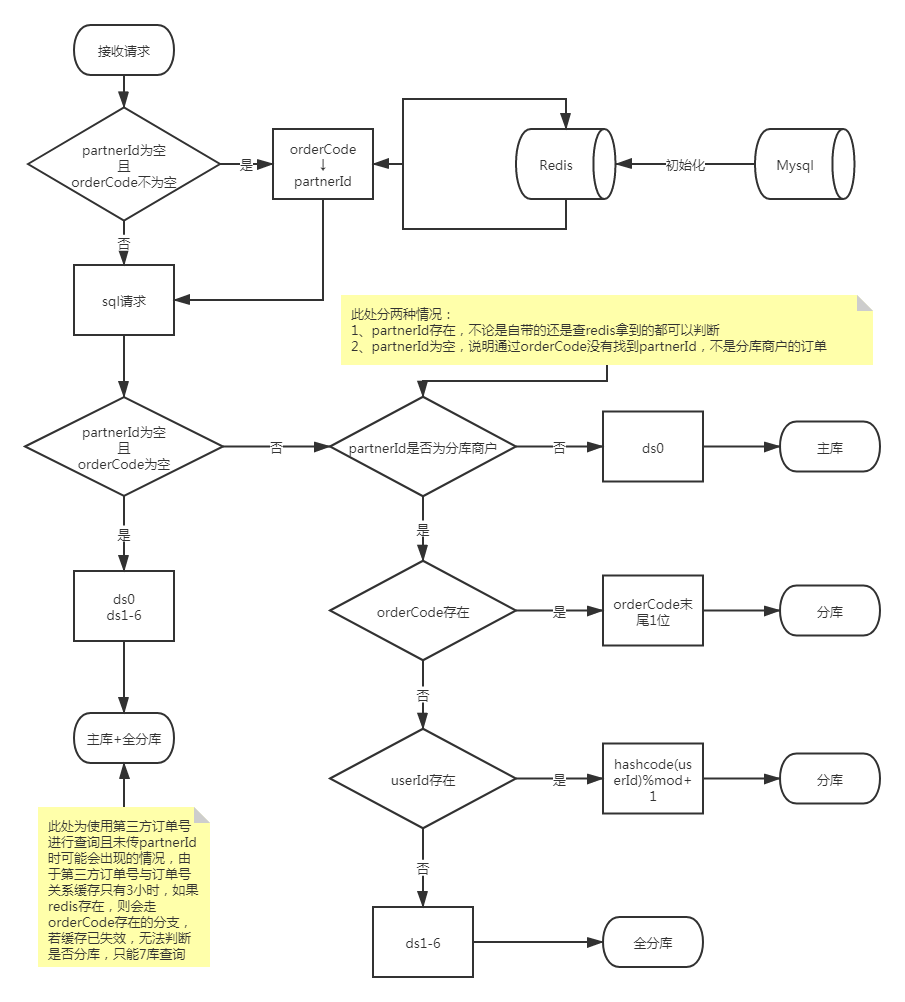 接收请求
partnerId为空
且
orderCode不为空
是
orderCode
↓
partnerId
Redis
初始化
Mysql
否
sql请求
此处分两种情况：
1、partnerId存在，不论是自带的还是查redis拿到的都可以判断
2、partnerId为空，说明通过orderCode没有找到partnerId，不是分库商户的订单
partnerId为空
且
orderCode为空
否
partnerId是否为分库商户
否
ds0
主库
是
是
ds0
ds1-6
orderCode存在
是
orderCode末
尾1位
分库
否
主库+全分库
userId存在
是
hashcode(us
erId)%mod+
1
分库
此处为使用第三方订单号
进行查询且未传partnerId
时可能会出现的情况，由
于第三方订单号与订单号
关系缓存只有3小时，如果
redis存在，则会走
orderCode存在的分支，
若缓存已失效，无法判断
是否分库，只能7库查询
否
ds1-6
全分库